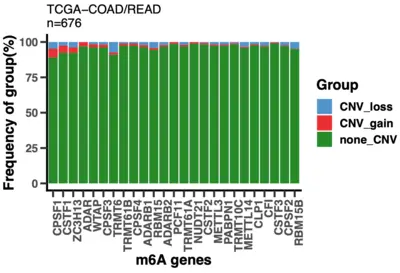 TCGA−COAD/READ
n=676
Frequency of group(%)
100
75
50
25
0
CPSF1
CSTF1
ZC3H13
ADAR
WTAP
CPSF3
TRMT6
TRMT61B
CPSF4
ADARB1
RBM15
ADARB2
PCF11
TRMT61A
NUDT21
CSTF2
METTL3
PABPN1
TRMT10C
METTL14
CLP1
CFI
CSTF3
CPSF2
RBM15B
m6A genes
Group
CNV_loss
CNV_gain
none_CNV